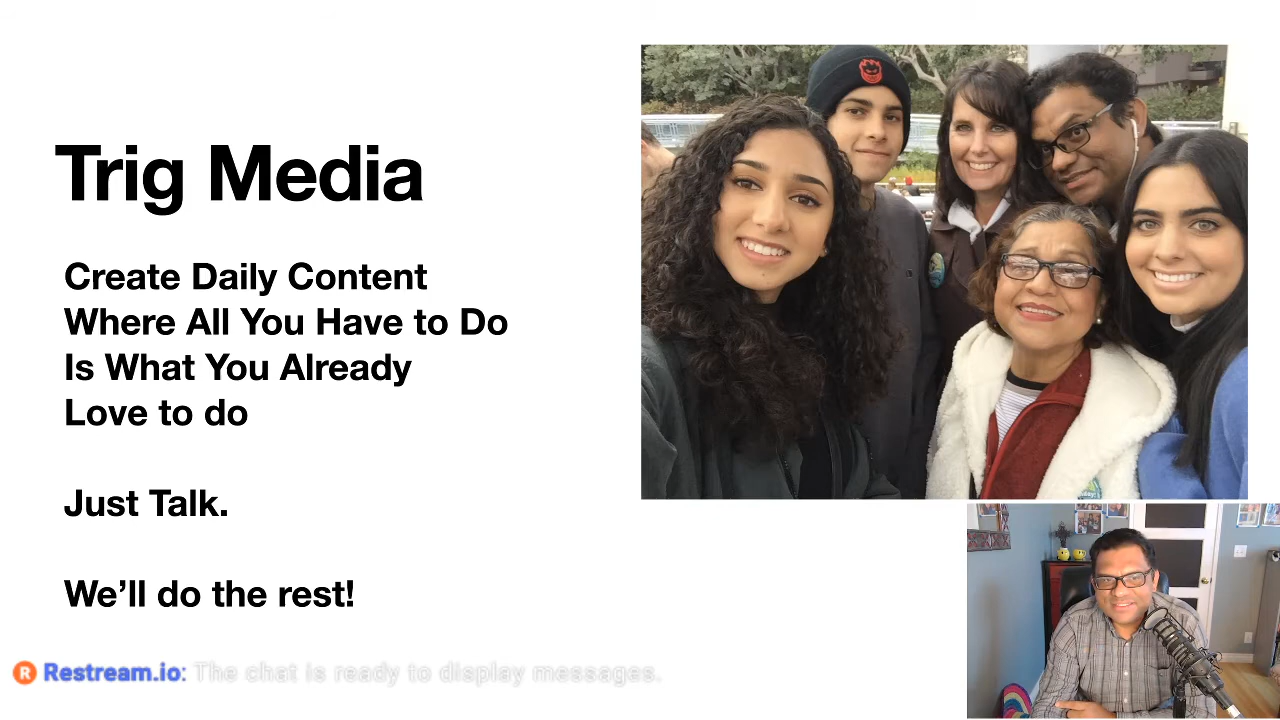 Trig Media
Create Daily Content
Where All You Have to Do
Is What You Already
Love to do
Just Talk.
We'll do the rest!
R Restream.io: The chat is ready to display messages.